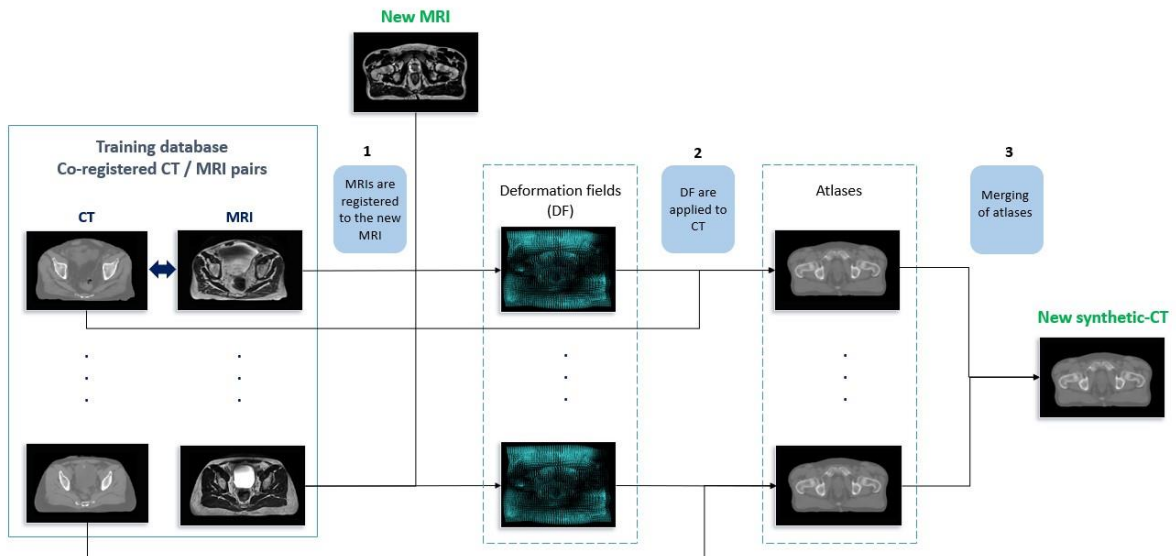 New MRI
Training database
Co-registered CT / MRI pairs
CT
MRI
1
MRIs are
registered
to the new
MRI
Deformation fields
(DF)
2
DF are
applied to
CT
Atlases
3
Merging
of atlases
New synthetic-CT